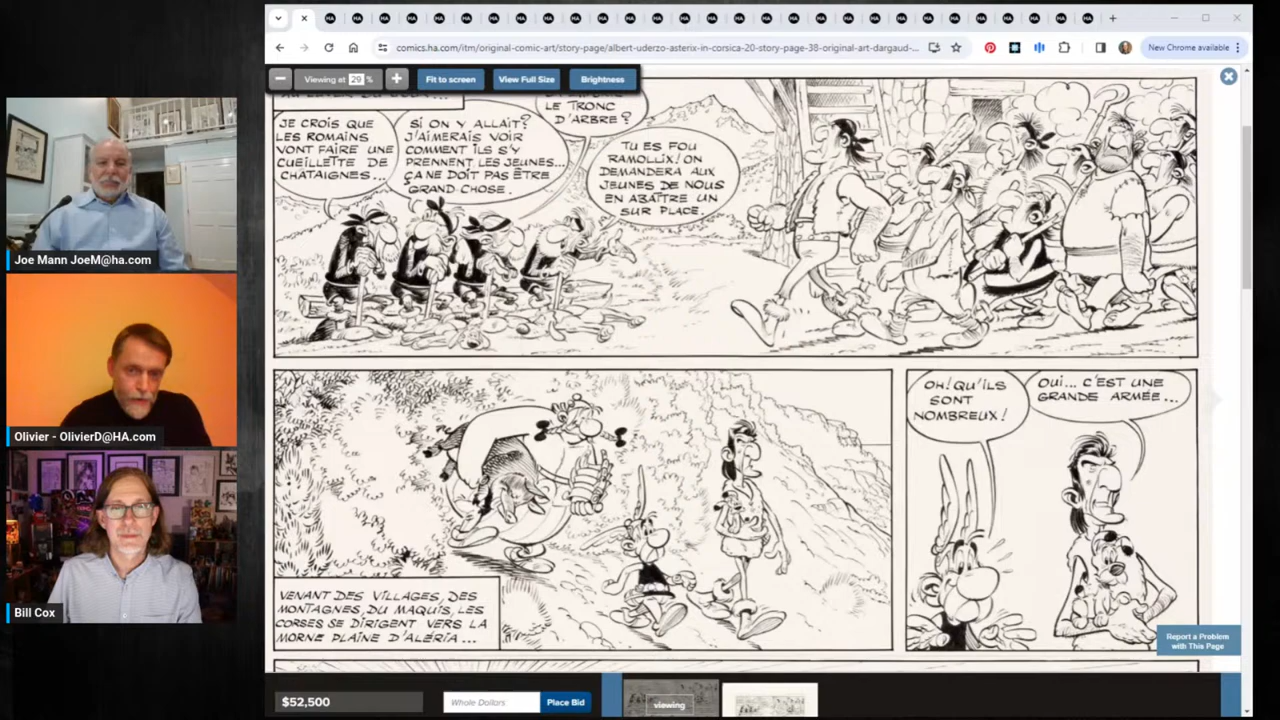 Joe Mann JoeM@ha.com
Olivier - OlivierD@HA.com
Bill Cox
comics.ha.com/itm/original-comic-art/story-page/albert-uderzo-asterix-in-corsica-20-story-page-38-original-art-dargaud-...
New Chrome available
Viewing at 29 %
Fit to screen
View Full Size
Brightness
LE TRONC
D'ARBRE?
JE CROIS QUE
LES ROMAINS
VONT FAIRE UNE
CUEILLETTE DE
CHÂTAIGNES...
SI ON Y ALLAIT?
J'AIMERAIS VOIR
COMMENT ILS S'Y
PRENNENT LES JEUNES...
ÇA NE DOIT PAS ÊTRE
GRAND CHOSE.
TU ES FOU
RAMOLLIX! ON
DEMANDERA AUX
JEUNES DE NOUS
EN ABATTRE UN
SUR PLACE.
VENANT DES VILLAGES, DES
MONTAGNES, DU MAQUIS, LES
CORSES SE DIRIGENT VERS LA
MORNE PLAINE D'ALÉRIA...
OH! QU'ILS
SONT
NOMBREUX!
OUI... C'EST UNE
GRANDE ARMÉE...
Report a Problem
with This Page
$52,500
Whole Dollars
Place Bid
viewing